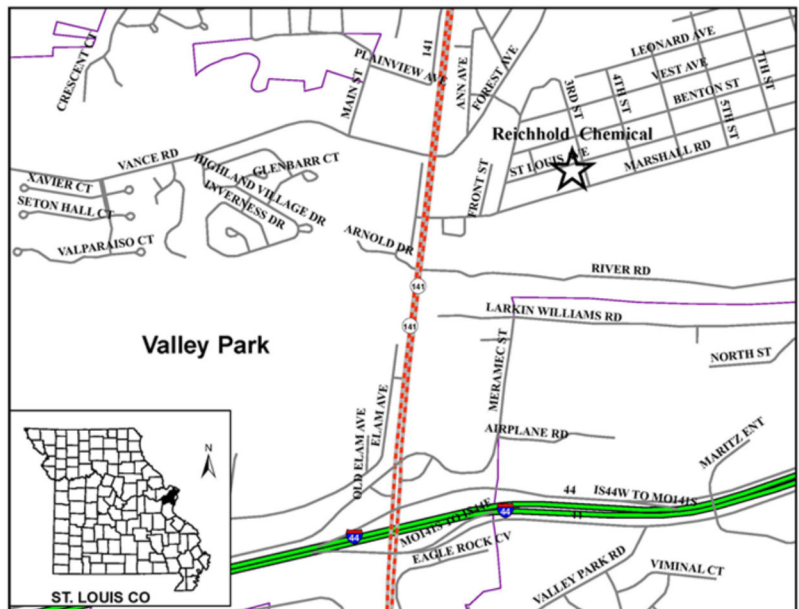 CRESCENT CT
PLAINVIEW AVE
MAIN ST
141
ANN AVE
FOREST AVE
LEONARD AVE
VEST AVE
BENTON ST
3RD ST
4TH ST
5TH ST
7TH ST
Reichhold Chemical
ST LOUIS AVE
MARSHALL RD
FRONT ST
VANCE RD
XAVIER CT
SETON HALL CT
VALPARAISO CT
HIGHLAND VILLAGE DR
GLENBARR CT
INVERNESS DR
ARNOLD DR
RIVER RD
141
LARKIN WILLIAMS RD
141
Valley Park
NORTH ST
MERAMEC ST
OLD ELAM AVE
ELAM AVE
AIRPLANE RD
MARITZ ENT
44
IS44W TO MO141S
MO141S TO IS44E
44
44
EAGLE ROCK CV
VALLEY PARK RD
VIMINAL CT
N
ST. LOUIS CO